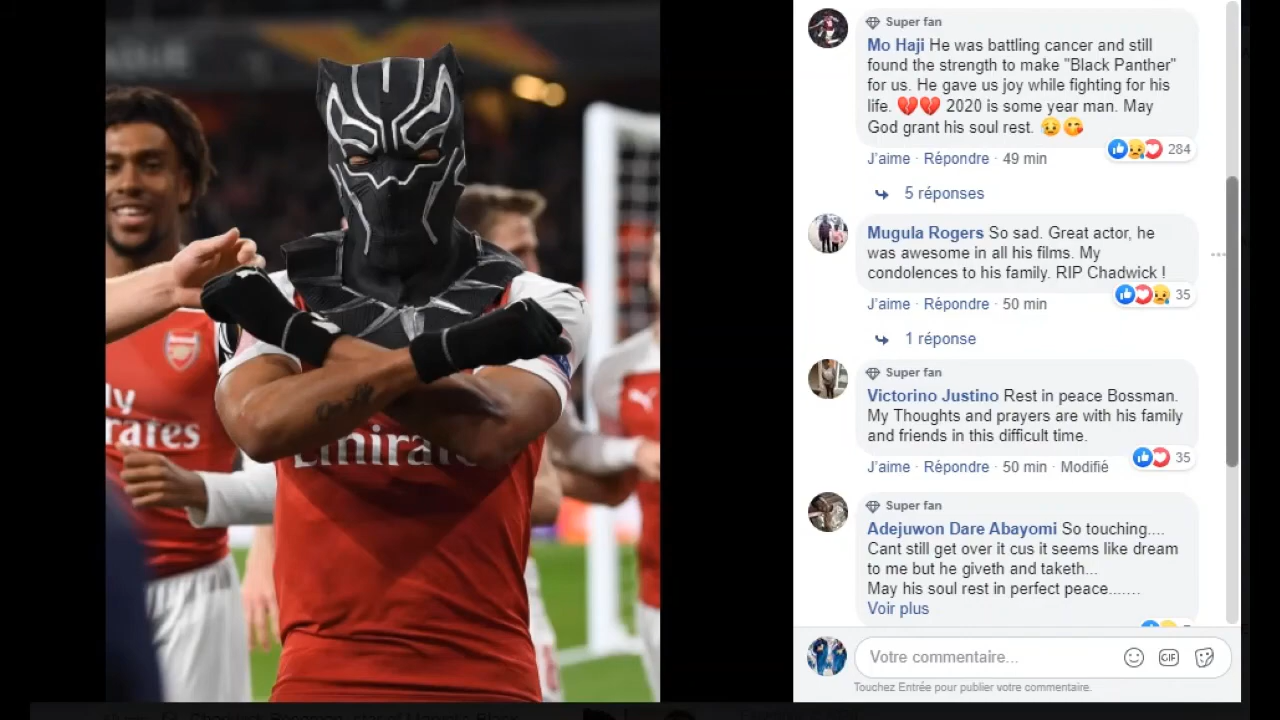 Super fan
Mo Haji He was battling cancer and still
found the strength to make "Black Panther"
for us. He gave us joy while fighting for his
life. 💔💔 2020 is some year man. May
God grant his soul rest. 😥😋
284
J'aime · Répondre · 49 min
5 réponses
Mugula Rogers So sad. Great actor, he
was awesome in all his films. My
condolences to his family. RIP Chadwick !
35
J'aime · Répondre · 50 min
1 réponse
Super fan
Victorino Justino Rest in peace Bossman.
My Thoughts and prayers are with his family
and friends in this difficult time.
35
J'aime · Répondre · 50 min · Modifié
Super fan
Adejuwon Dare Abayomi So touching....
Cant still get over it cus it seems like dream
to me but he giveth and taketh...
May his soul rest in perfect peace.......
Voir plus
Votre commentaire...
GIF
Touchez Entrée pour publier votre commentaire.
Arsenal
Emirates